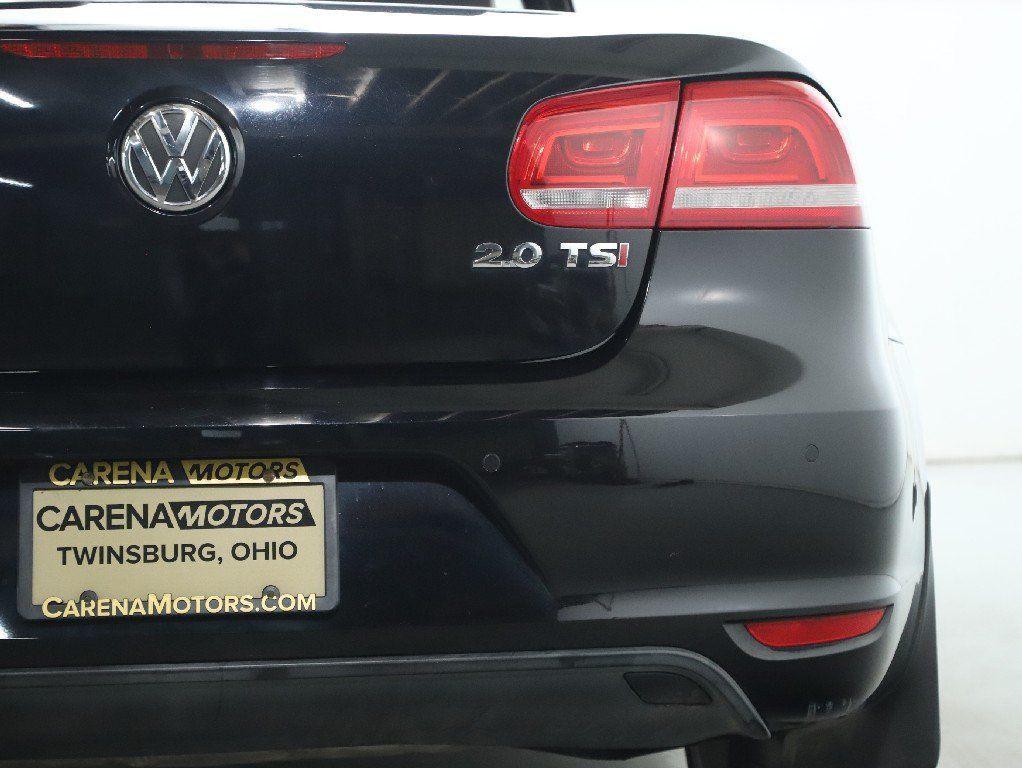 2.0 TSI
CARENA MOTORS
CARENA MOTORS
TWINSBURG, OHIO
CARENAMOTORS.COM